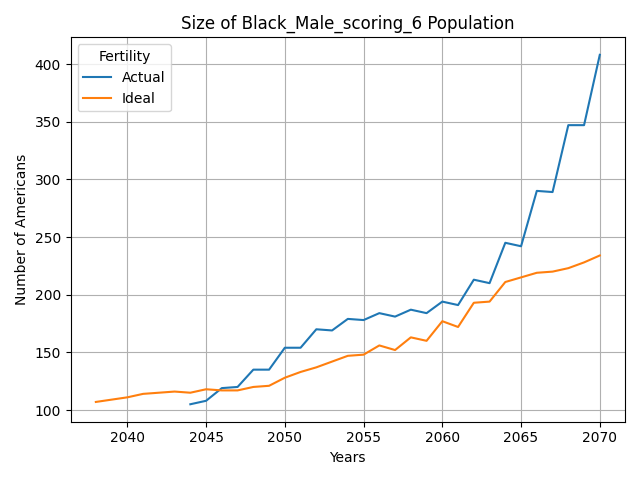 Size of Black_Male_scoring_6 Population
Fertility
Actual
Ideal
Number of Americans
400
350
300
250
200
150
100
2040 2045 2050 2055 2060 2065 2070
Years